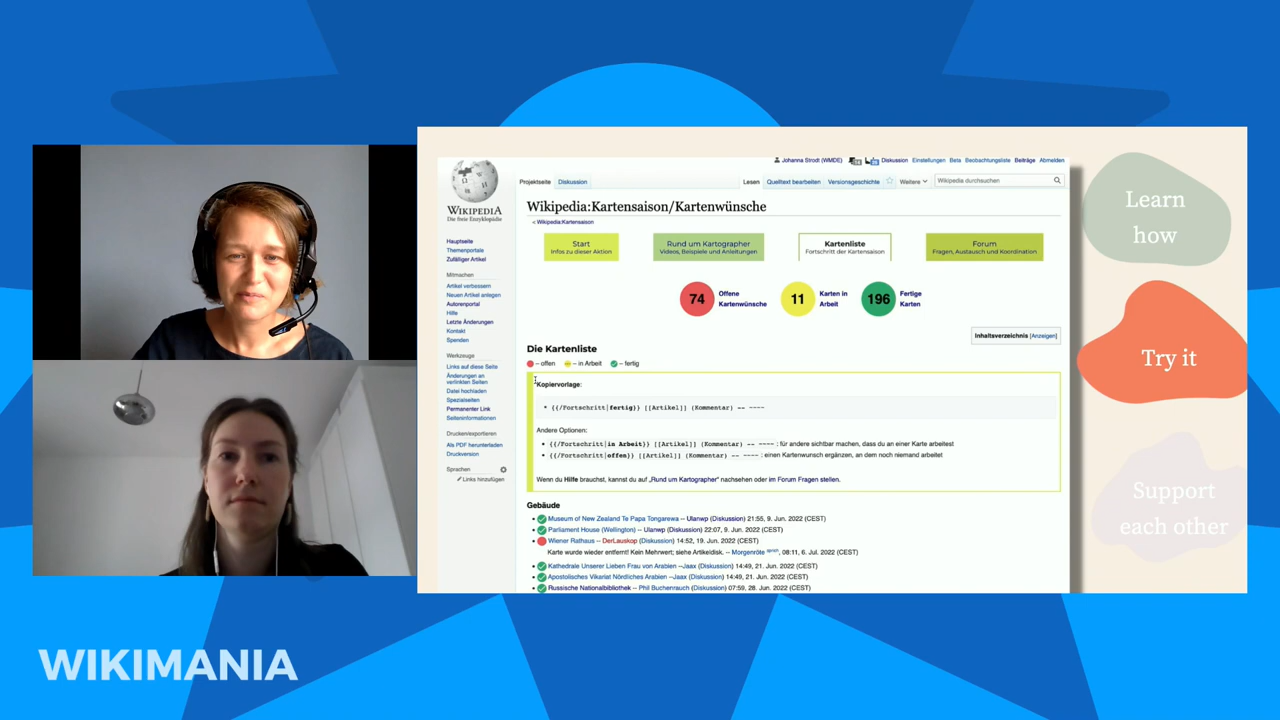 Johanna Strodt (WMDE) Diskussion Einstellungen Beta Beobachtungsliste Beiträge Abmelden
Projektseite Diskussion Lesen Quelltext bearbeiten Versionsgeschichte Weitere Wikipedia durchsuchen
WIKIPEDIA
Die freie Enzyklopädie
Hauptseite
Themenportale
Zufälliger Artikel
Mitmachen
Artikel verbessern
Neuen Artikel anlegen
Autorenportal
Hilfe
Letzte Änderungen
Kontakt
Spenden
Werkzeuge
Links auf diese Seite
Änderungen an
verlinkten Seiten
Datei hochladen
Spezialseiten
Permanenter Link
Seiteninformationen
Drucken/exportieren
Als PDF herunterladen
Druckversion
Sprachen
Links hinzufügen
Wikipedia:Kartensaison/Kartenwünsche
< Wikipedia:Kartensaison
Start
Infos zu dieser Aktion
Rund um Kartographer
Videos, Beispiele und Anleitungen
Kartenliste
Fortschritt der Kartensaison
Forum
Fragen, Austausch und Koordination
74 Offene Kartenwünsche
11 Karten in Arbeit
196 Fertige Karten
Inhaltsverzeichnis [Anzeigen]
Die Kartenliste
– offen – in Arbeit – fertig
Kopiervorlage:
• {{/Fortschritt|fertig}} [[Artikel]] (Kommentar) -- ~~~~
Andere Optionen:
• {{/Fortschritt|in Arbeit}} [[Artikel]] (Kommentar) -- ~~~~ : für andere sichtbar machen, dass du an einer Karte arbeitest
• {{/Fortschritt|offen}} [[Artikel]] (Kommentar) -- ~~~~ : einen Kartenwunsch ergänzen, an dem noch niemand arbeitet
Wenn du Hilfe brauchst, kannst du auf „Rund um Kartographer“ nachsehen oder im Forum Fragen stellen.
Gebäude
• Museum of New Zealand Te Papa Tongarewa -- Ulanwp (Diskussion) 21:55, 9. Jun. 2022 (CEST)
• Parliament House (Wellington) -- Ulanwp (Diskussion) 22:07, 9. Jun. 2022 (CEST)
• Wiener Rathaus -- DerLauskop (Diskussion) 14:52, 19. Jun. 2022 (CEST)
Karte wurde wieder entfernt! Kein Mehrwert; siehe Artikeldisk. -- Morgenröte 08:11, 6. Jul. 2022 (CEST)
• Kathedrale Unserer Lieben Frau von Arabien --Jaax (Diskussion) 14:49, 21. Jun. 2022 (CEST)
• Apostolisches Vikariat Nördliches Arabien --Jaax (Diskussion) 14:49, 21. Jun. 2022 (CEST)
• Russische Nationalbibliothek -- Phil Buchenrauch (Diskussion) 07:59, 28. Jun. 2022 (CEST)
Learn
how
Try it
Support
each other
WIKIMANIA